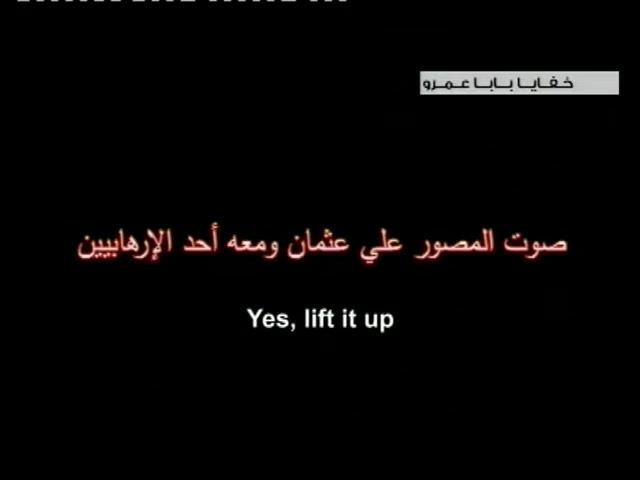 خفايا بابا عمرو
صوت المصور علي عثمان ومعه أحد الإرهابيين
Yes, lift it up